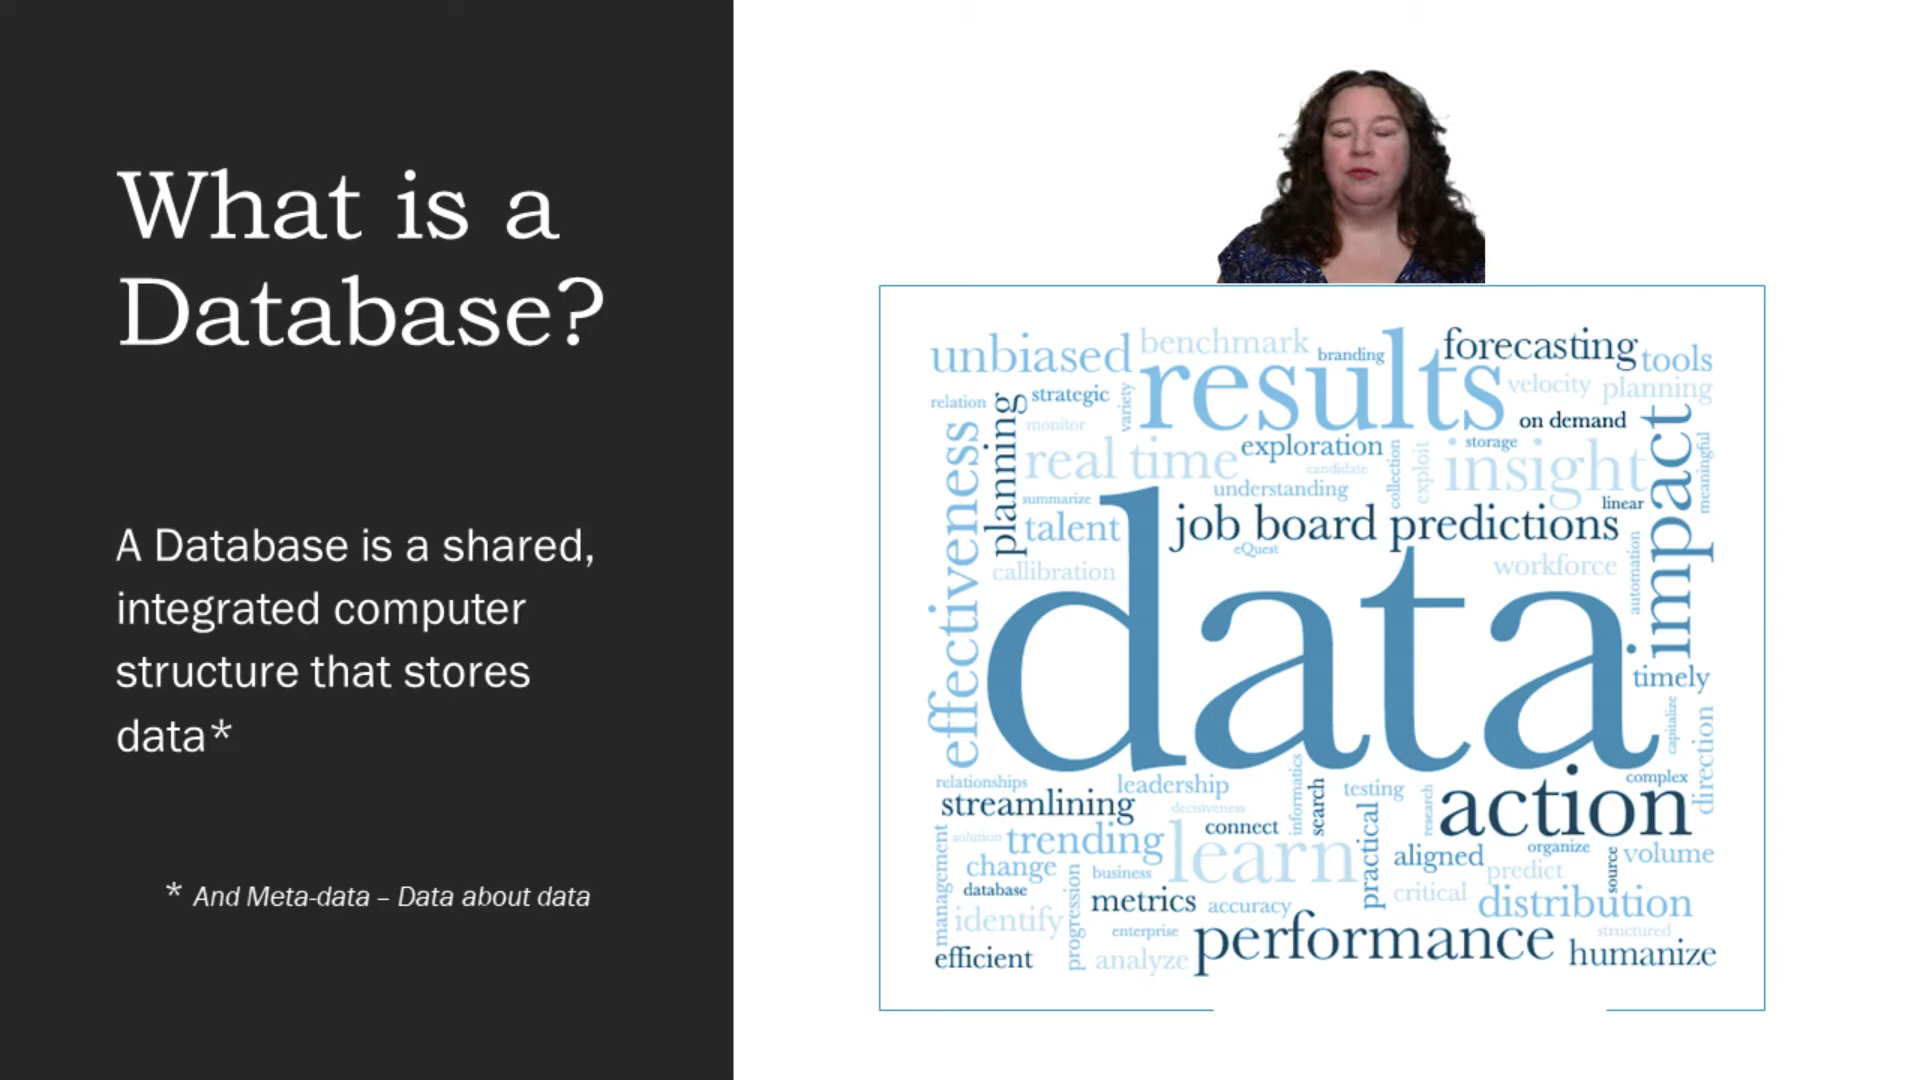 What is a
Database?
A Database is a shared,
integrated computer
structure that stores
data*
* And Meta-data – Data about data
unbiased
benchmark
branding
results
forecasting
tools
relation
planning
strategic
variety
velocity
planning
monitor
on demand
effectiveness
real time
exploration
candidate
collection
exploit
storage
insight
impact
meaningful
summarize
understanding
linear
talent
job board predictions
eQuest
callibration
workforce
automation
data
timely
capitalize
direction
relationships
leadership
informatics
search
testing
complex
streamlining
decisiveness
research
action
management
solution
trending
connect
learn
practical
aligned
organize
source
volume
change
business
predict
database
progression
metrics
accuracy
critical
distribution
identify
enterprise
performance
structured
efficient
analyze
humanize